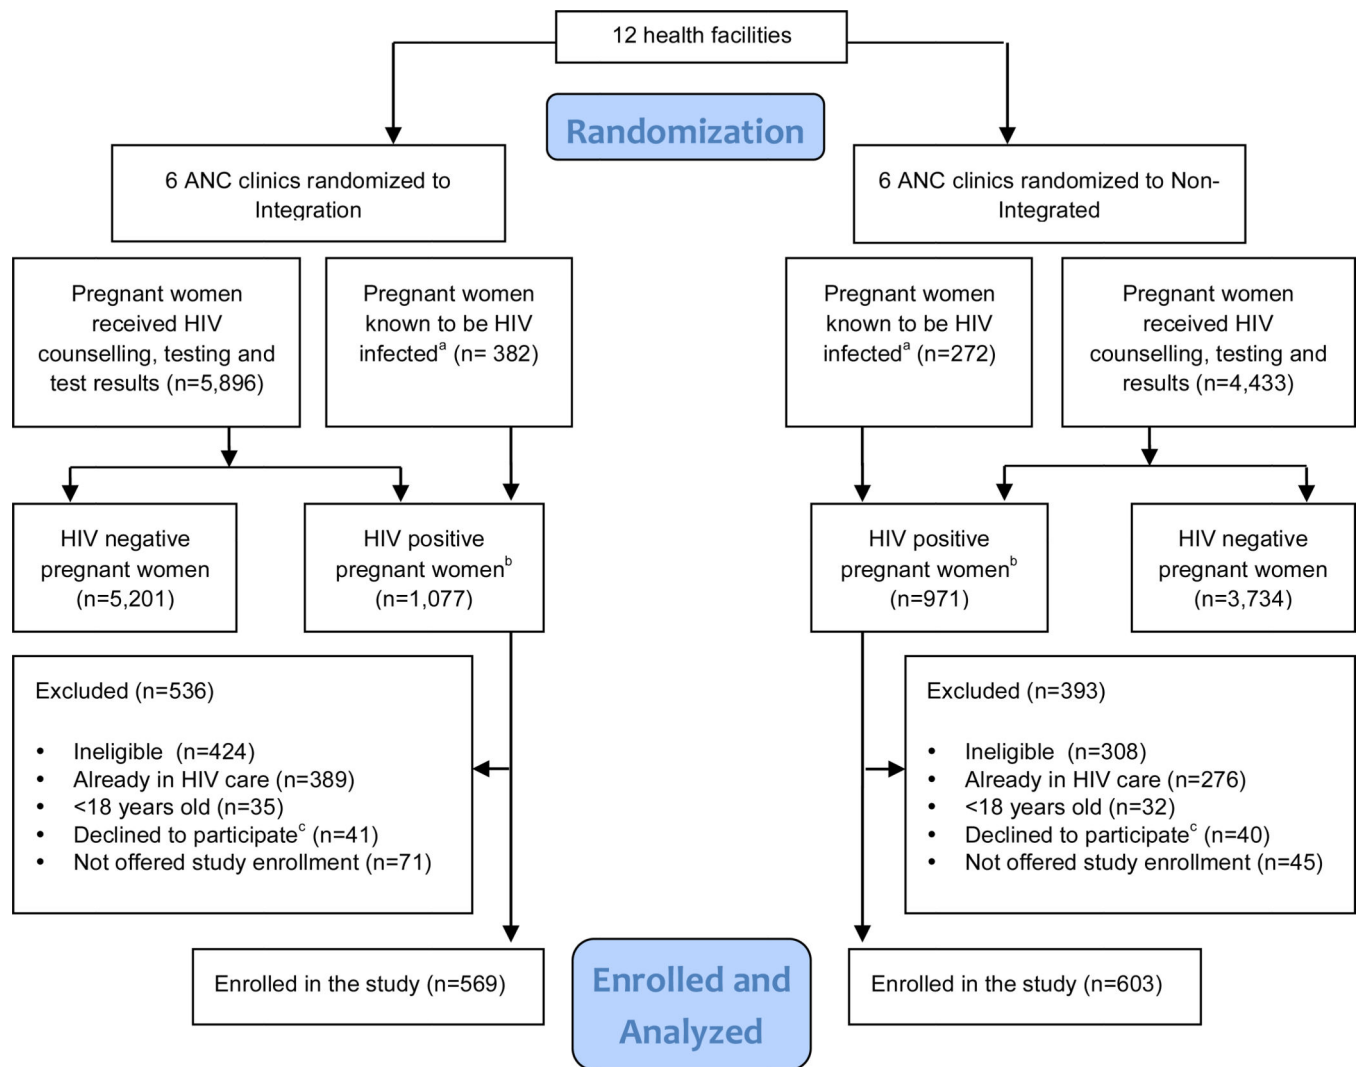 12 health facilities
Randomization
6 ANC clinics randomized to
Integration
6 ANC clinics randomized to Non-
Integrated
Pregnant women
received HIV
counselling, testing and
test results (n=5,896)
Pregnant women
known to be HIV
infectedᵃ (n= 382)
Pregnant women
known to be HIV
infectedᵃ (n=272)
Pregnant women
received HIV
counselling, testing and
results (n=4,433)
HIV negative
pregnant women
(n=5,201)
HIV positive
pregnant womenᵇ
(n=1,077)
HIV positive
pregnant womenᵇ
(n=971)
HIV negative
pregnant women
(n=3,734)
Excluded (n=536)
• Ineligible (n=424)
• Already in HIV care (n=389)
• <18 years old (n=35)
• Declined to participateᶜ (n=41)
• Not offered study enrollment (n=71)
Excluded (n=393)
• Ineligible (n=308)
• Already in HIV care (n=276)
• <18 years old (n=32)
• Declined to participateᶜ (n=40)
• Not offered study enrollment (n=45)
Enrolled in the study (n=569)
Enrolled and
Analyzed
Enrolled in the study (n=603)